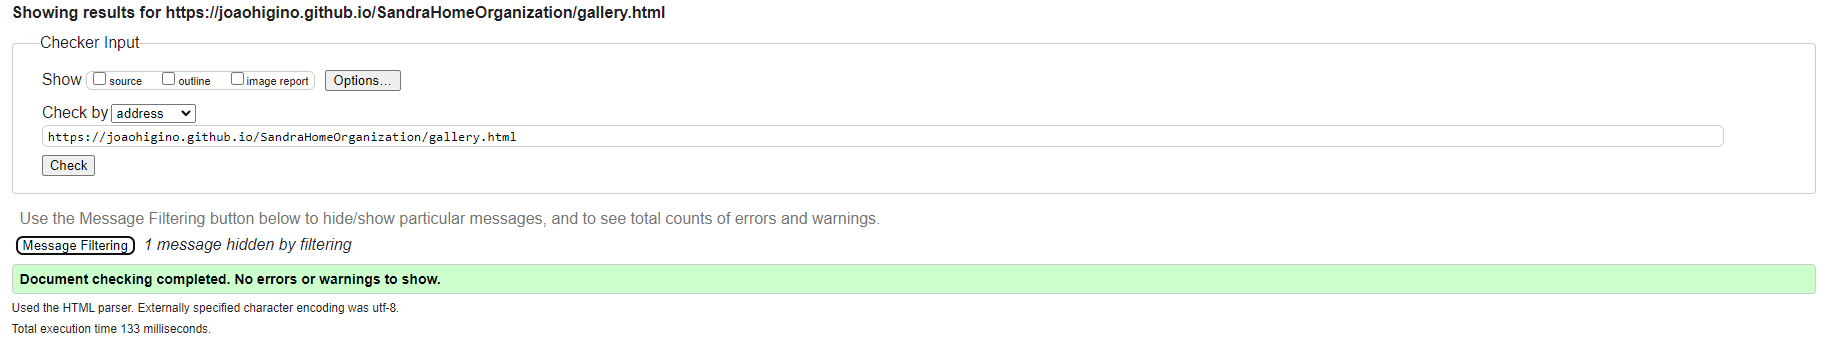 Showing results for https://joaohigino.github.io/SandraHomeOrganization/gallery.html
Checker Input
Show source outline image report Options...
Check by address
https://joaohigino.github.io/SandraHomeOrganization/gallery.html
Check
Use the Message Filtering button below to hide/show particular messages, and to see total counts of errors and warnings.
Message Filtering 1 message hidden by filtering
Document checking completed. No errors or warnings to show.
Used the HTML parser. Externally specified character encoding was utf-8.
Total execution time 133 milliseconds.